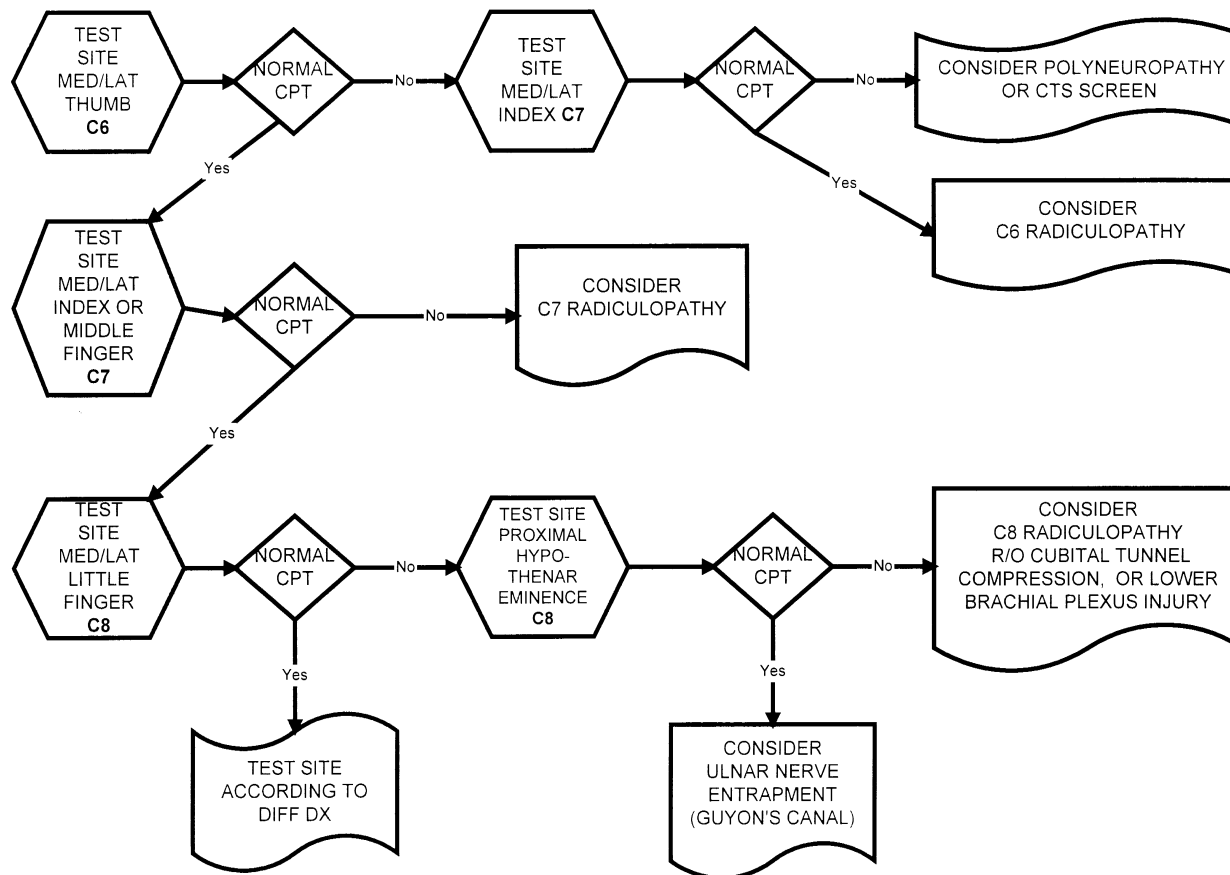 TEST
SITE
MED/LAT
THUMB
C6
NORMAL
CPT
No
TEST
SITE
MED/LAT
INDEX C7
NORMAL
CPT
No
CONSIDER POLYNEUROPATHY
OR CTS SCREEN
Yes
Yes
CONSIDER
C6 RADICULOPATHY
TEST
SITE
MED/LAT
INDEX OR
MIDDLE
FINGER
C7
NORMAL
CPT
No
CONSIDER
C7 RADICULOPATHY
Yes
TEST
SITE
MED/LAT
LITTLE
FINGER
C8
NORMAL
CPT
No
TEST SITE
PROXIMAL
HYPO-
THENAR
EMINENCE
C8
NORMAL
CPT
No
CONSIDER
C8 RADICULOPATHY
R/O CUBITAL TUNNEL
COMPRESSION, OR LOWER
BRACHIAL PLEXUS INJURY
Yes
Yes
TEST SITE
ACCORDING TO
DIFF DX
CONSIDER
ULNAR NERVE
ENTRAPMENT
(GUYON'S CANAL)